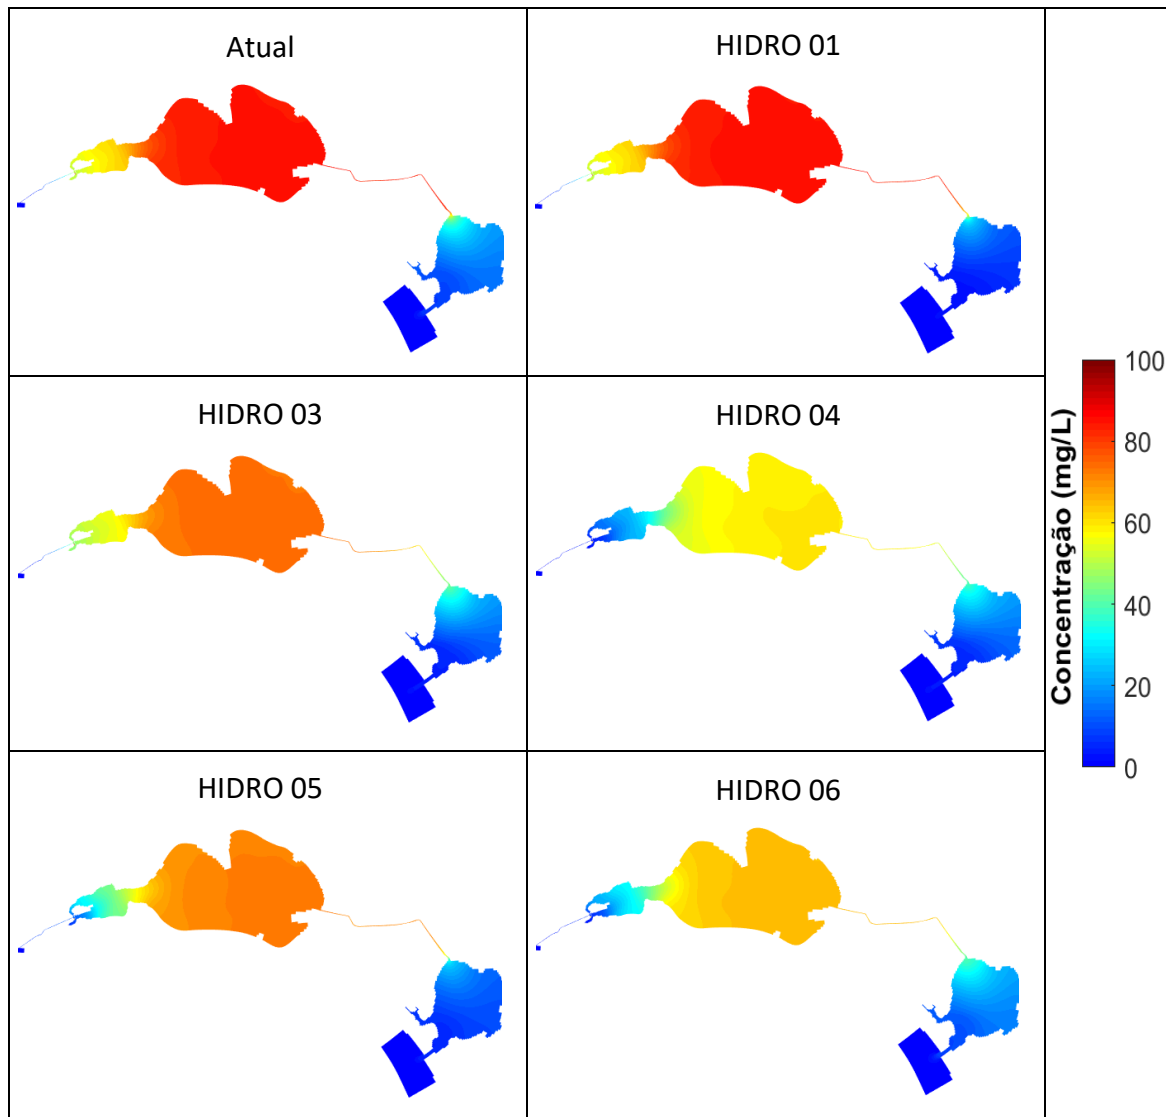 Atual
HIDRO 01
HIDRO 03
HIDRO 04
HIDRO 05
HIDRO 06
Concentração (mg/L)
100
80
60
40
20
0